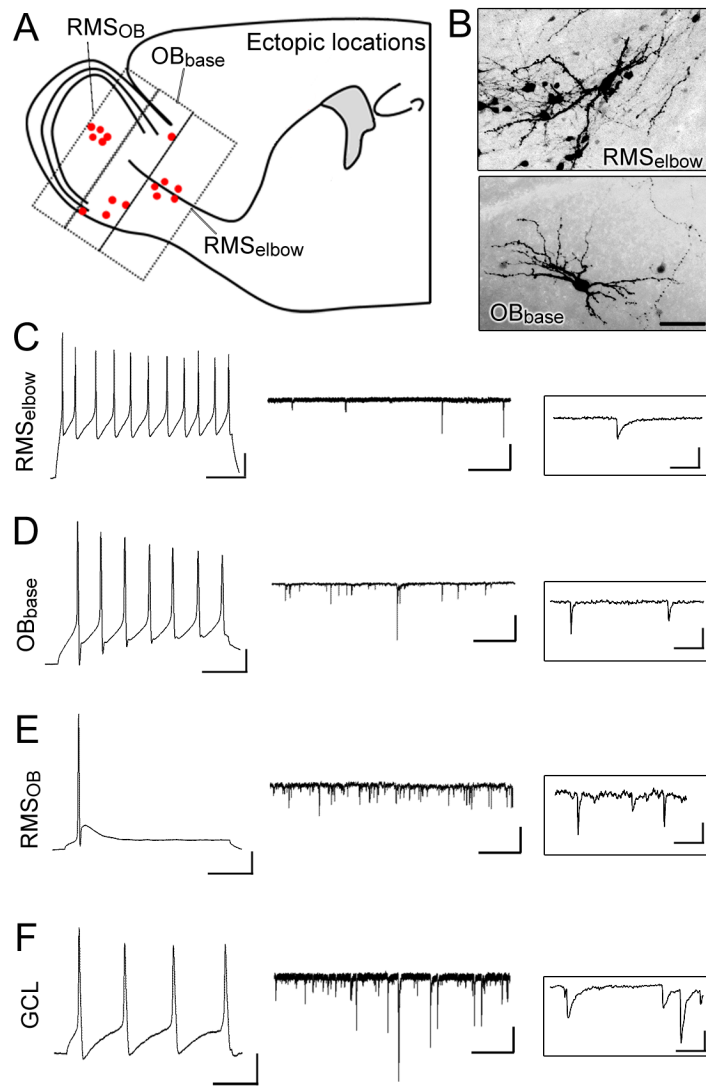 A
RMSOB
OBbase
Ectopic locations
RMSelbow
B
RMSelbow
OBbase
C
RMSelbow
D
OBbase
E
RMSOB
F
GCL